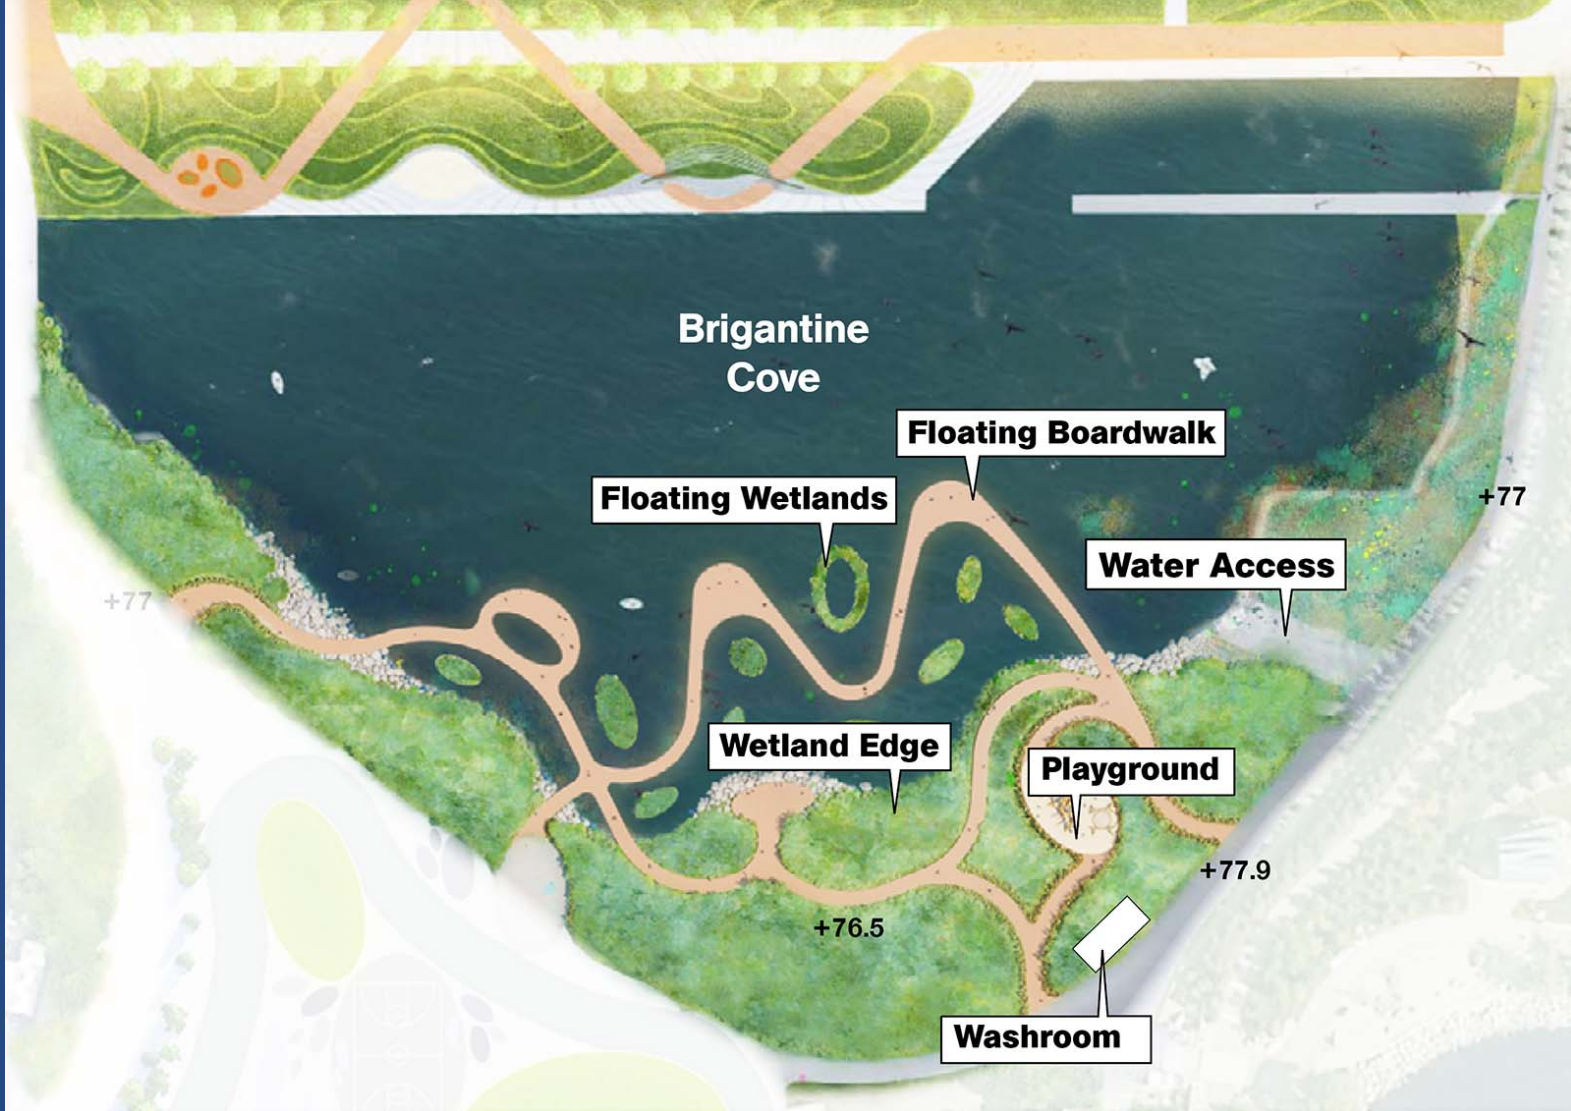 Brigantine
Cove
Floating Boardwalk
Floating Wetlands
+77
Water Access
+77
Wetland Edge
Playground
+77.9
+76.5
Washroom